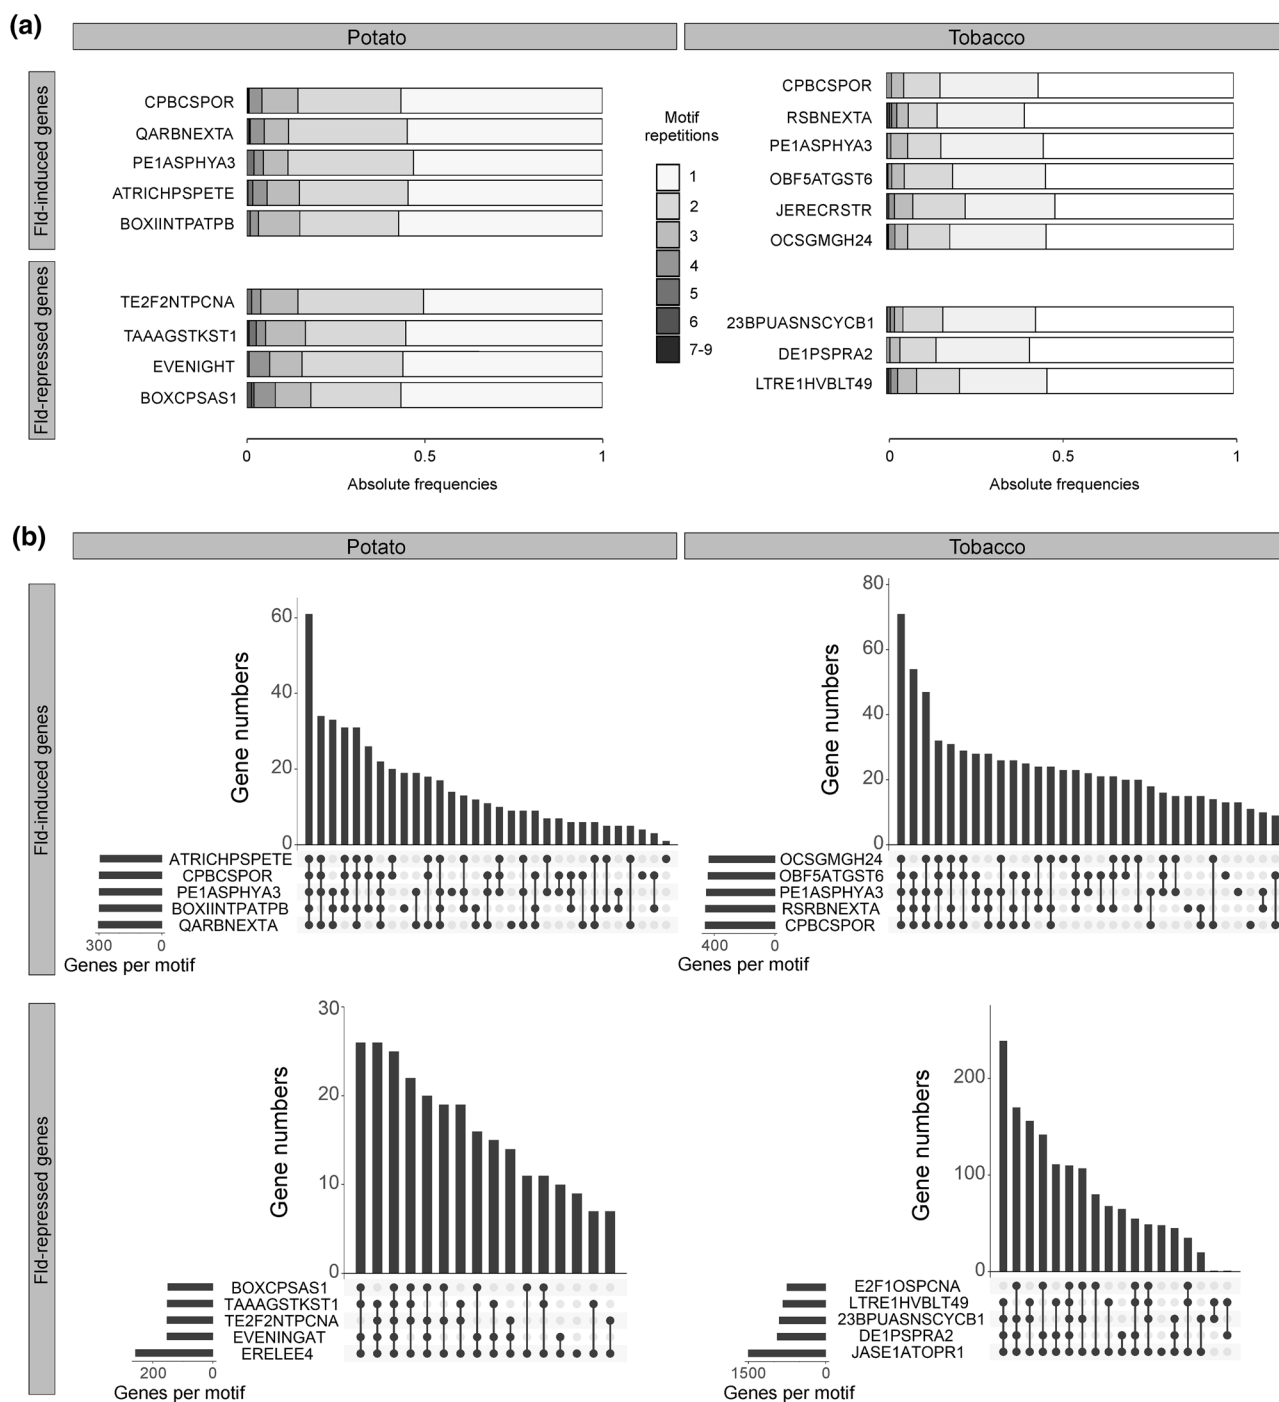 (a)
Potato
Tobacco
Fld-induced genes
CPBCSPOR
QARBNEXTA
PE1ASPHYA3
ATRICHPSPETE
BOXIINTPATPB
Fld-repressed genes
TE2F2NTPCNA
TAAAGSTKST1
EVENIGHT
BOXCPSAS1
0
0.5
1
Absolute frequencies
Motif
repetitions
1
2
3
4
5
6
7-9
CPBCSPOR
RSBNEXTA
PE1ASPHYA3
OBF5ATGST6
JERECRSTR
OCSGMGH24
23BPUASNSCYCB1
DE1PSPRA2
LTRE1HVBLT49
0
0.5
1
Absolute frequencies
(b)
Potato
Tobacco
Fld-induced genes
Gene numbers
60
40
20
0
ATRICHPSPETE
CPBCSPOR
PE1ASPHYA3
BOXIINTPATPB
QARBNEXTA
300
0
Genes per motif
Gene numbers
80
60
40
20
0
OCSGMGH24
OBF5ATGST6
PE1ASPHYA3
RSRBNEXTA
CPBCSPOR
400
0
Genes per motif
Fld-repressed genes
Gene numbers
30
20
10
0
BOXCPSAS1
TAAAGSTKST1
TE2F2NTPCNA
EVENINGAT
ERELEE4
200
0
Genes per motif
Gene numbers
200
100
0
E2F1OSPCNA
LTRE1HVBLT49
23BPUASNSCYCB1
DE1PSPRA2
JASE1ATOPR1
1500
0
Genes per motif